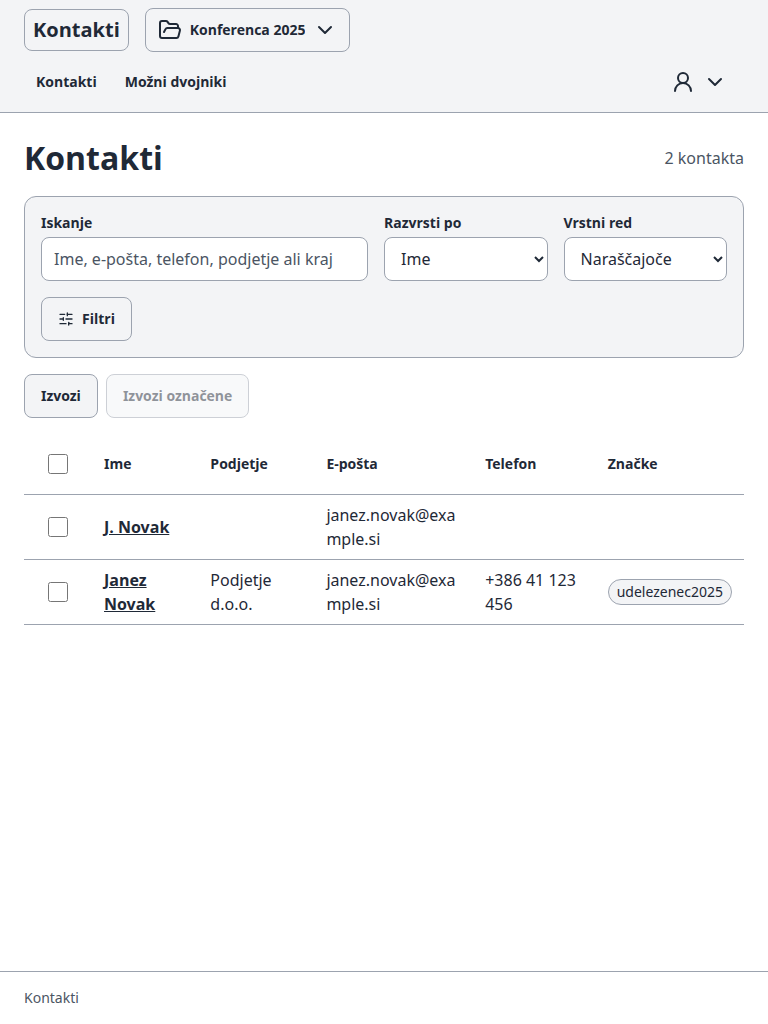 Kontakti
Konferenca 2025
Kontakti
Možni dvojniki
Kontakti
2 kontakta
Iskanje
Razvrsti po
Vrstni red
Ime, e-pošta, telefon, podjetje ali kraj
Ime
Naraščajoče
Filtri
Izvozi
Izvozi označene
Ime
Podjetje
E-pošta
Telefon
Značke
J. Novak
janez.novak@exa
mple.si
Janez
Novak
Podjetje
d.o.o.
janez.novak@exa
mple.si
+386 41 123
456
udelezenec2025
Kontakti